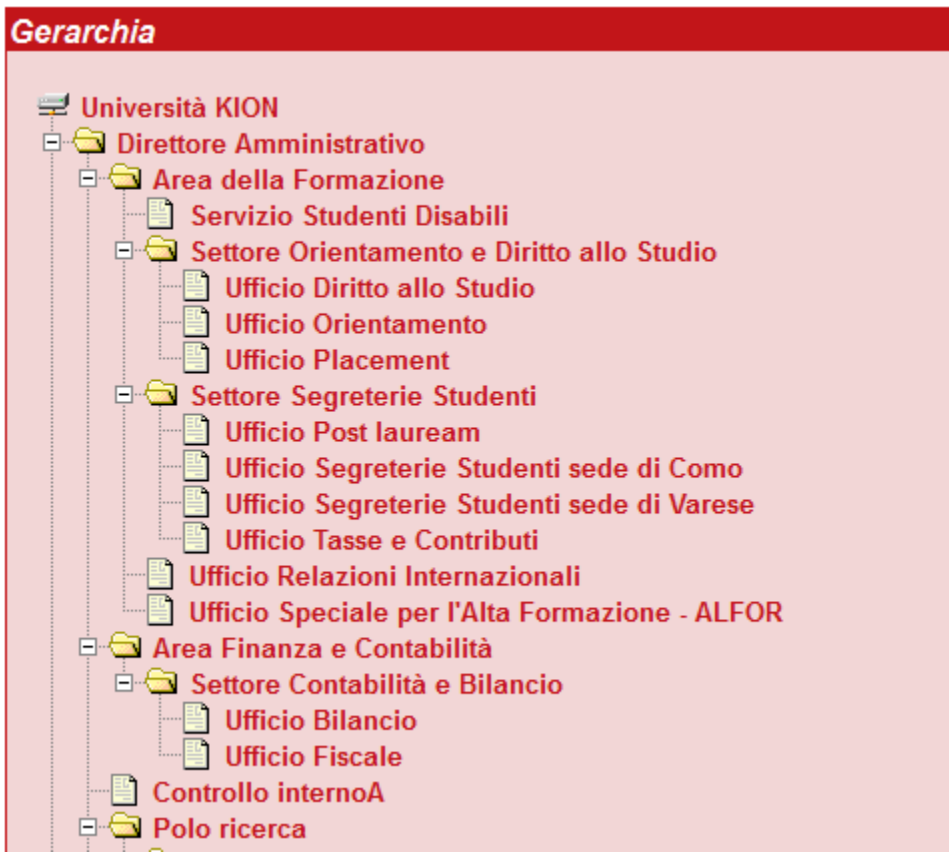 Gerarchia
Università KION
Direttore Amministrativo
Area della Formazione
Servizio Studenti Disabili
Settore Orientamento e Diritto allo Studio
Ufficio Diritto allo Studio
Ufficio Orientamento
Ufficio Placement
Settore Segreterie Studenti
Ufficio Post lauream
Ufficio Segreterie Studenti sede di Como
Ufficio Segreterie Studenti sede di Varese
Ufficio Tasse e Contributi
Ufficio Relazioni Internazionali
Ufficio Speciale per l'Alta Formazione - ALFOR
Area Finanza e Contabilità
Settore Contabilità e Bilancio
Ufficio Bilancio
Ufficio Fiscale
Controllo internoA
Polo ricerca